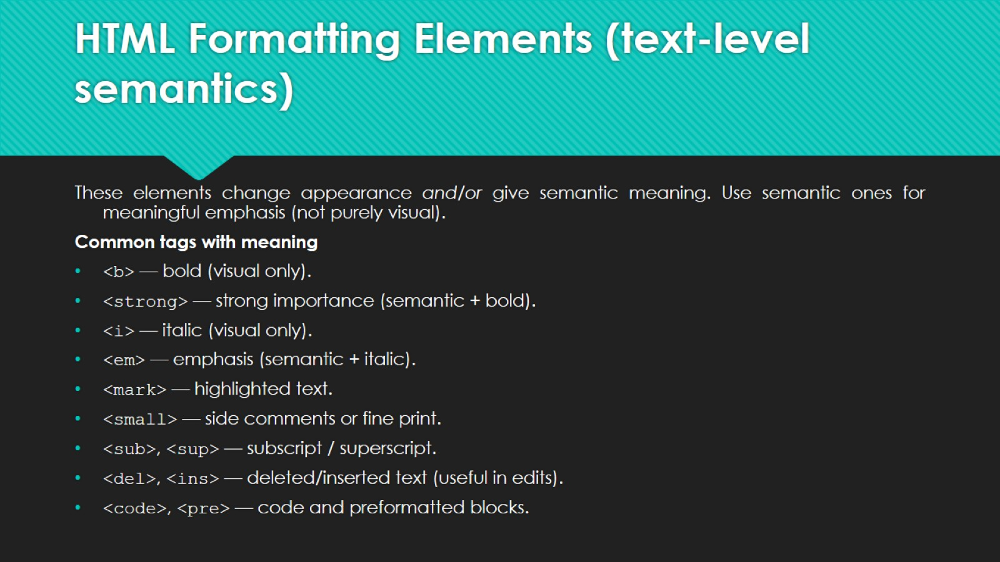 HTML Formatting Elements (text-level
semantics)
These elements change appearance and/or give semantic meaning. Use semantic ones for
meaningful emphasis (not purely visual).
Common tags with meaning
• <b> — bold (visual only).
• <strong> — strong importance (semantic + bold).
• <i> — italic (visual only).
• <em> — emphasis (semantic + italic).
• <mark> — highlighted text.
• <small> — side comments or fine print.
• <sub>, <sup> — subscript / superscript.
• <del>, <ins> — deleted/inserted text (useful in edits).
• <code>, <pre> — code and preformatted blocks.